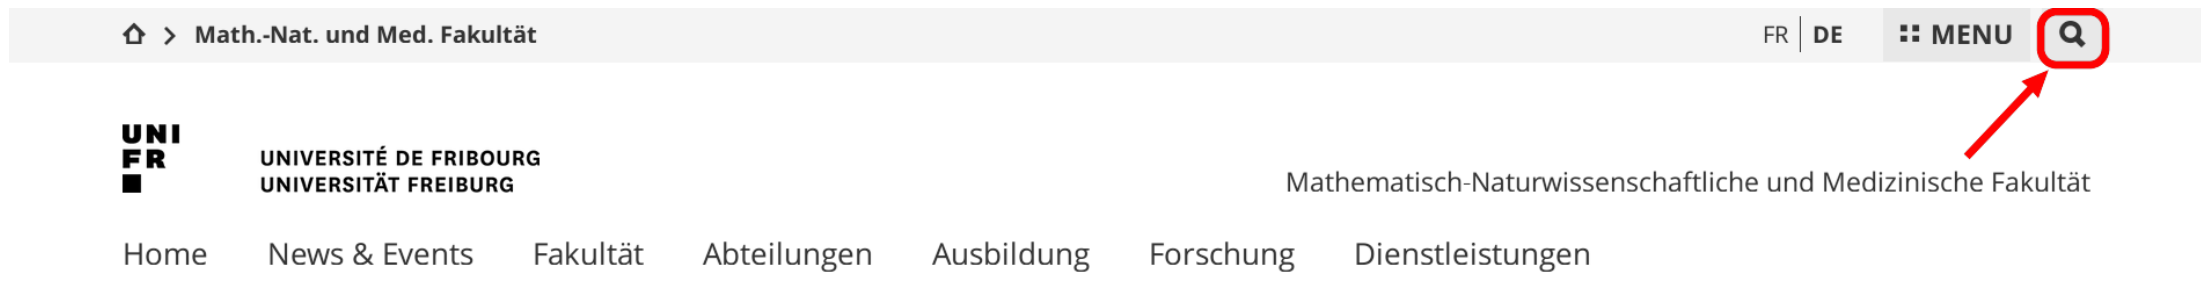 Math.-Nat. und Med. Fakultät FR DE MENU
UNI
FR
UNIVERSITÉ DE FRIBOURG
UNIVERSITÄT FREIBURG
Mathematisch-Naturwissenschaftliche und Medizinische Fakultät
Home News & Events Fakultät Abteilungen Ausbildung Forschung Dienstleistungen